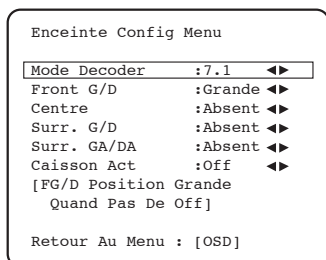 Enceinte Config Menu
Mode Decoder :7.1 ◄►
Front G/D :Grande ◄►
Centre :Absent ◄►
Surr. G/D :Absent ◄►
Surr. GA/DA :Absent ◄►
Caisson Act :Off ◄►
[FG/D Position Grande
Quand Pas De Off]
Retour Au Menu : [OSD]